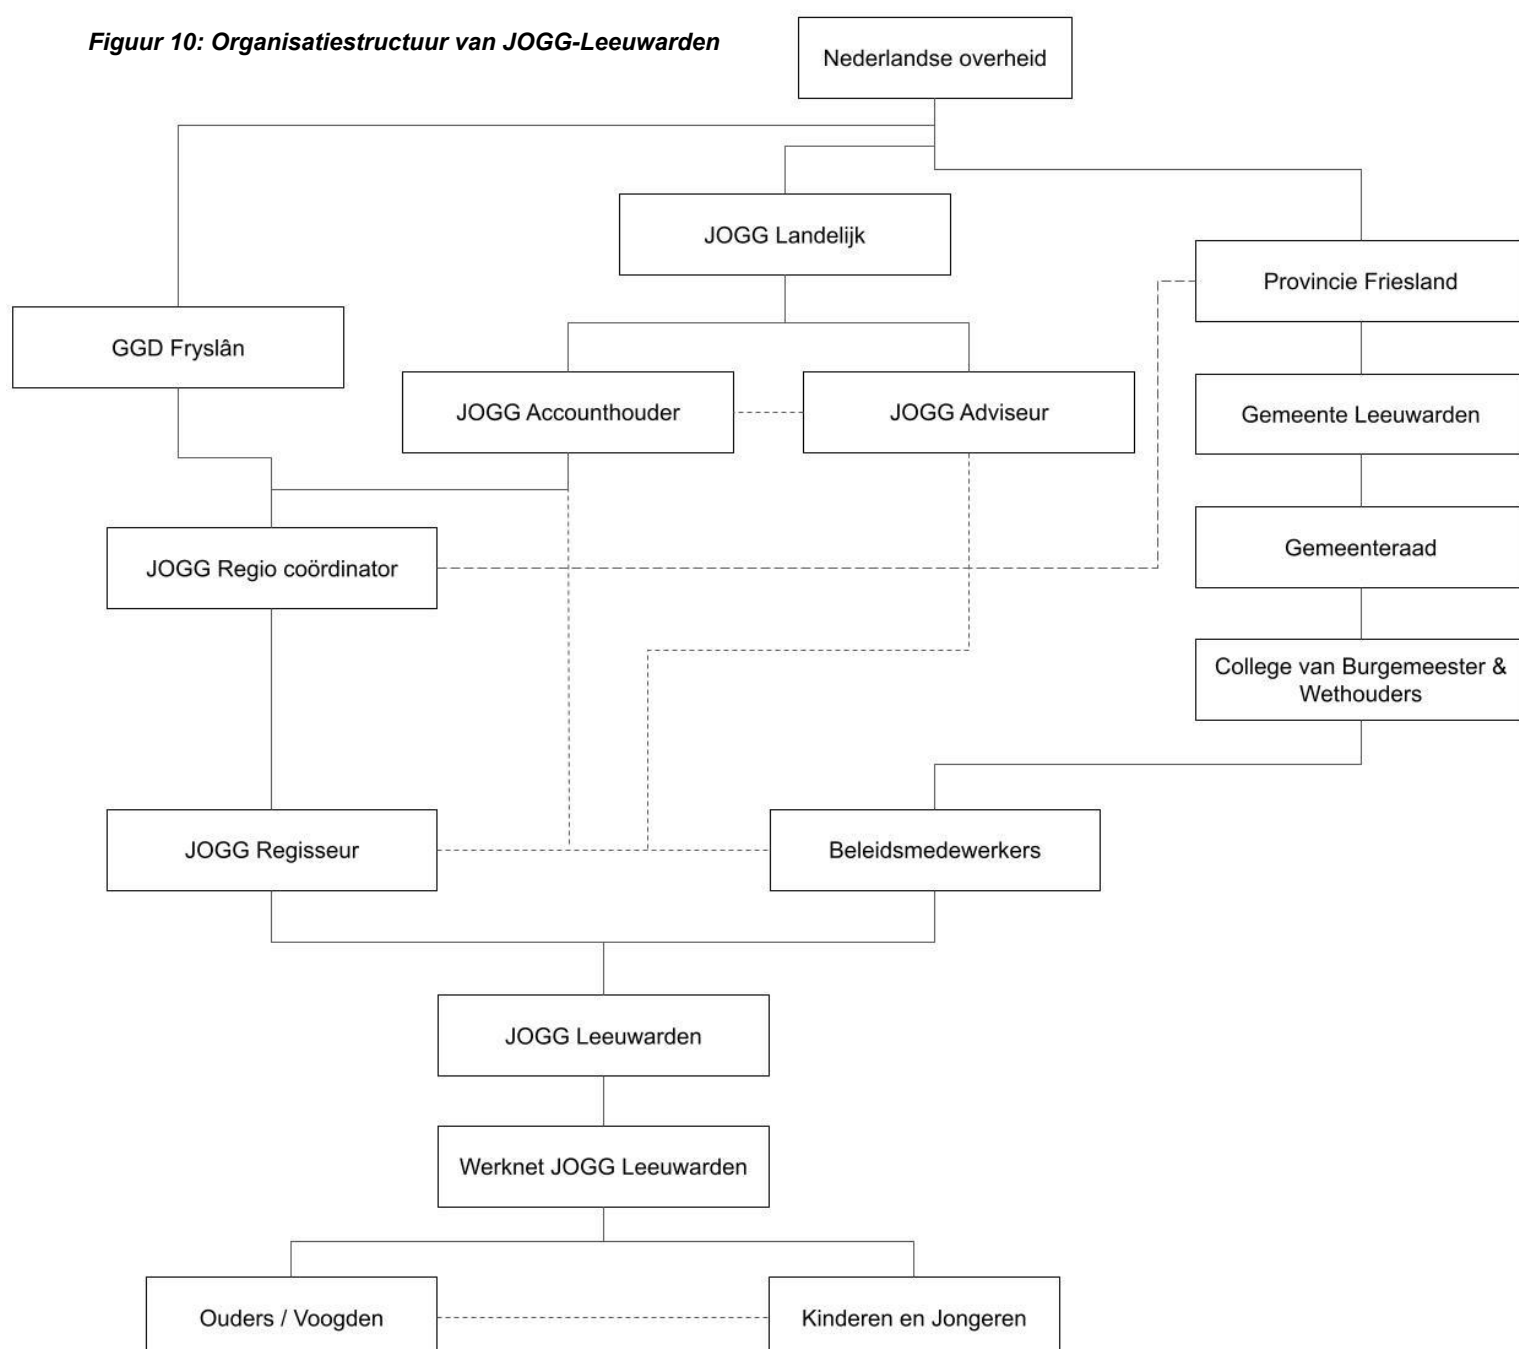 Figuur 10: Organisatiestructuur van JOGG-Leeuwarden
Nederlandse overheid
JOGG Landelijk
Provincie Friesland
GGD Fryslân
JOGG Accounthouder
JOGG Adviseur
Gemeente Leeuwarden
JOGG Regio coördinator
Gemeenteraad
College van Burgemeester &
Wethouders
JOGG Regisseur
Beleidsmedewerkers
JOGG Leeuwarden
Werknet JOGG Leeuwarden
Ouders / Voogden
Kinderen en Jongeren